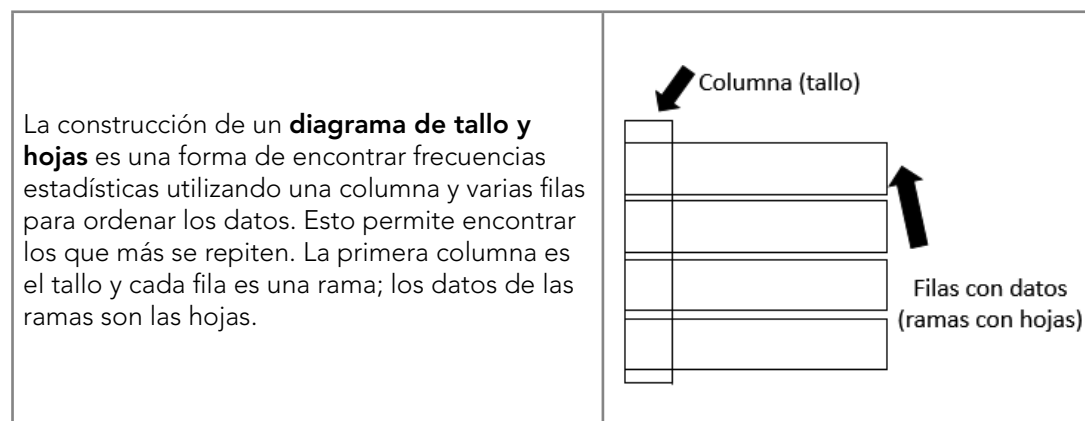 La construcción de un diagrama de tallo y
hojas es una forma de encontrar frecuencias
estadísticas utilizando una columna y varias filas
para ordenar los datos. Esto permite encontrar
los que más se repiten. La primera columna es
el tallo y cada fila es una rama; los datos de las
ramas son las hojas.
Columna (tallo)
Filas con datos
(ramas con hojas)